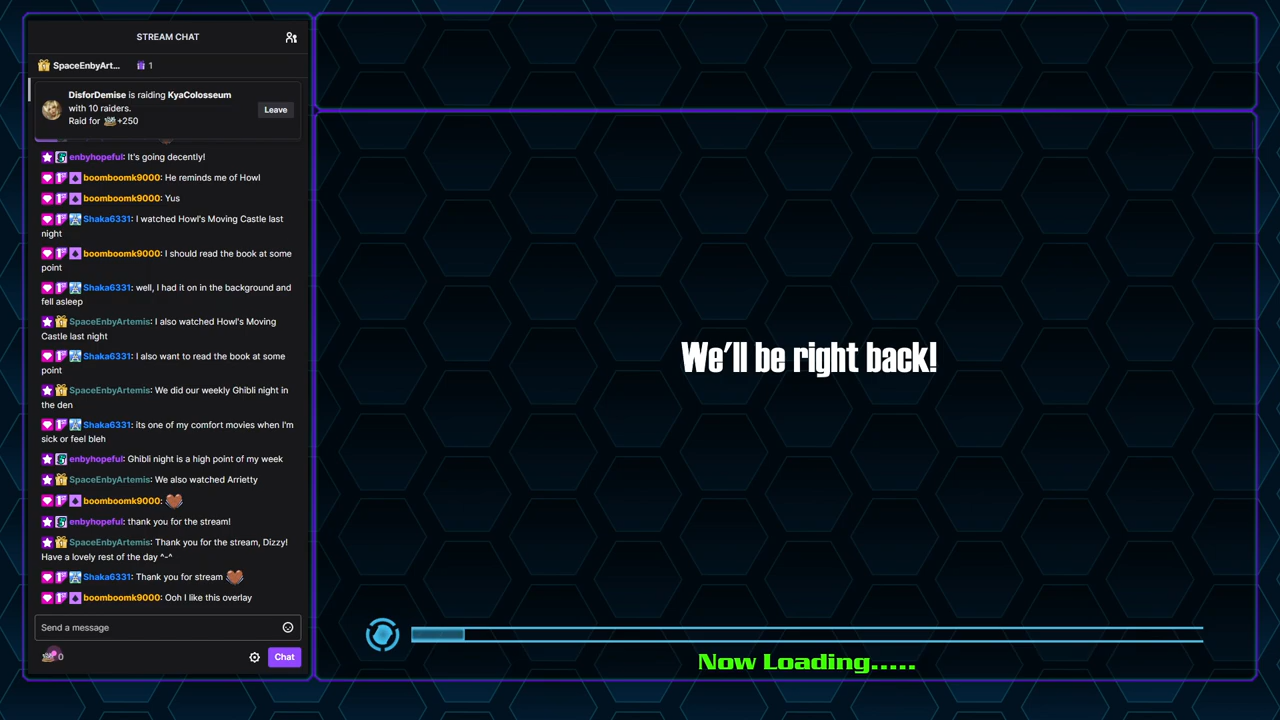 STREAM CHAT
SpaceEnbyArt... 1
DisforDemise is raiding KyaColosseum
with 10 raiders.
Raid for +250
Leave
enbyhopeful: It's going decently!
boomboomk9000: He reminds me of Howl
boomboomk9000: Yus
Shaka6331: I watched Howl's Moving Castle last
night
boomboomk9000: I should read the book at some
point
Shaka6331: well, I had it on in the background and
fell asleep
SpaceEnbyArtemis: I also watched Howl's Moving
Castle last night
Shaka6331: I also want to read the book at some
point
SpaceEnbyArtemis: We did our weekly Ghibli night in
the den
Shaka6331: its one of my comfort movies when I'm
sick or feel bleh
enbyhopeful: Ghibli night is a high point of my week
SpaceEnbyArtemis: We also watched Arrietty
boomboomk9000:
enbyhopeful: thank you for the stream!
SpaceEnbyArtemis: Thank you for the stream, Dizzy!
Have a lovely rest of the day ^-^
Shaka6331: Thank you for stream
boomboomk9000: Ooh I like this overlay
Send a message
0
Chat
We'll be right back!
Now Loading.....